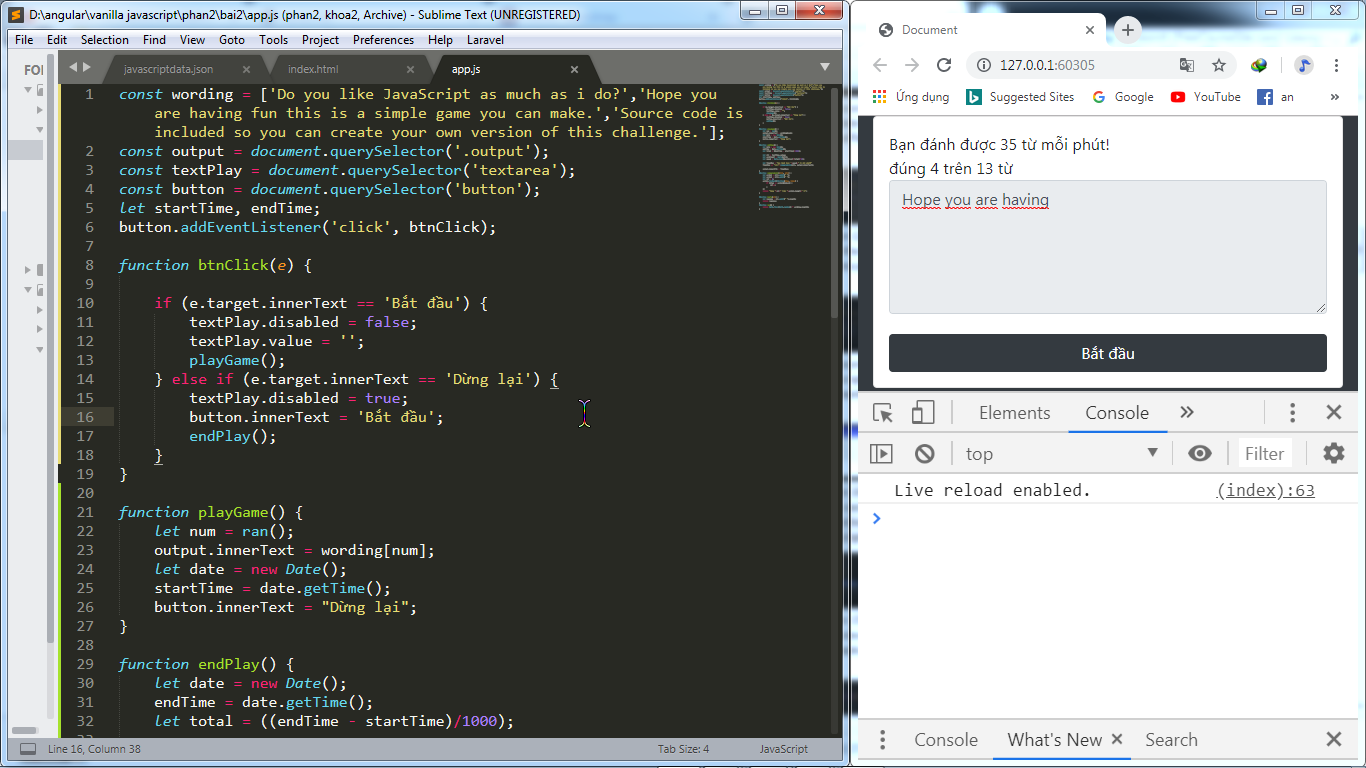 D:\angular\vanilla javascript\phan2\bai2\app.js (phan2, khoa2, Archive) - Sublime Text (UNREGISTERED)
File Edit Selection Find View Goto Tools Project Preferences Help Laravel
FOI
javascriptdata.json × index.html × app.js ×
1 const wording = ['Do you like JavaScript as much as i do?','Hope you
are having fun this is a simple game you can make.','Source code is
included so you can create your own version of this challenge.'];
2 const output = document.querySelector('.output');
3 const textPlay = document.querySelector('textarea');
4 const button = document.querySelector('button');
5 let startTime, endTime;
6 button.addEventListener('click', btnClick);
7
8 function btnClick(e) {
9
10 if (e.target.innerText == 'Bắt đầu') {
11 textPlay.disabled = false;
12 textPlay.value = '';
13 playGame();
14 } else if (e.target.innerText == 'Dừng lại') {
15 textPlay.disabled = true;
16 button.innerText = 'Bắt đầu';
17 endPlay();
18 }
19 }
20
21 function playGame() {
22 let num = ran();
23 output.innerText = wording[num];
24 let date = new Date();
25 startTime = date.getTime();
26 button.innerText = "Dừng lại";
27 }
28
29 function endPlay() {
30 let date = new Date();
31 endTime = date.getTime();
32 let total = ((endTime - startTime)/1000);
Line 16, Column 38 Tab Size: 4 JavaScript
Document
127.0.0.1:60305
Ứng dụng Suggested Sites Google YouTube an »
Bạn đánh được 35 từ mỗi phút!
đúng 4 trên 13 từ
Hope you are having
Bắt đầu
Elements Console »
top Filter
Live reload enabled. (index):63
Console What's New × Search